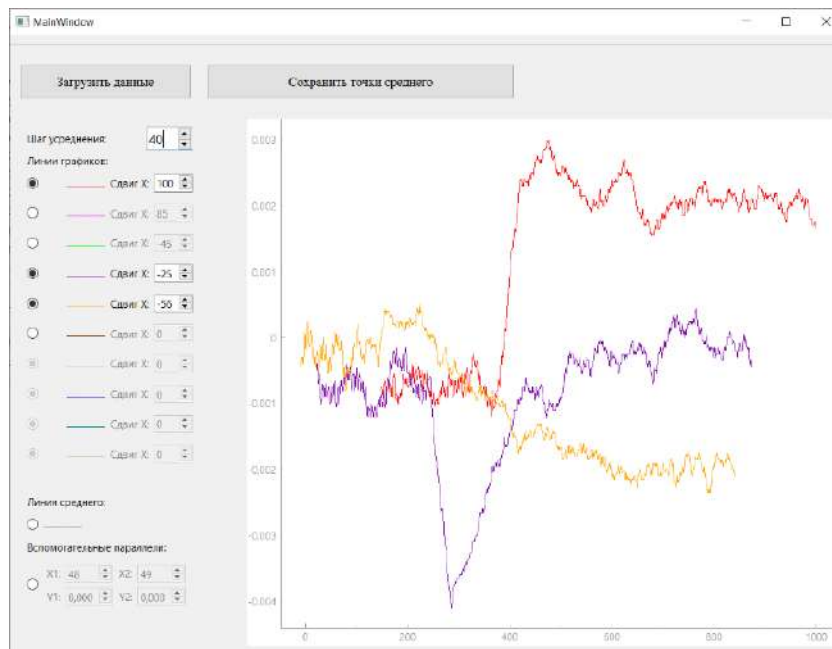 MainWindow
Загрузить данные
Сохранить точки среднего
Шаг усреднения: 40
Линии графиков:
Сдвиг X: 100
Сдвиг X: 85
Сдвиг X: -45
Сдвиг X: -25
Сдвиг X: -56
Сдвиг X: 0
Сдвиг X: 0
Сдвиг X: 0
Сдвиг X: 0
Сдвиг X: 0
Линия среднего:
Вспомогательные параллели:
X1: 48 X2: 49
Y1: 0,000 Y2: 0,000
0.003
0.002
0.001
0
-0.001
-0.002
-0.003
-0.004
0 200 400 600 800 1000